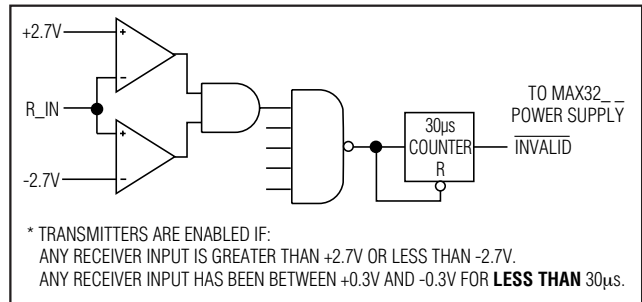 +2.7V
+
-
R_IN
+
-
-2.7V
30µs
COUNTER
R
TO MAX32_ _
POWER SUPPLY
INVALID
* TRANSMITTERS ARE ENABLED IF:
ANY RECEIVER INPUT IS GREATER THAN +2.7V OR LESS THAN -2.7V.
ANY RECEIVER INPUT HAS BEEN BETWEEN +0.3V AND -0.3V FOR LESS THAN 30µs.